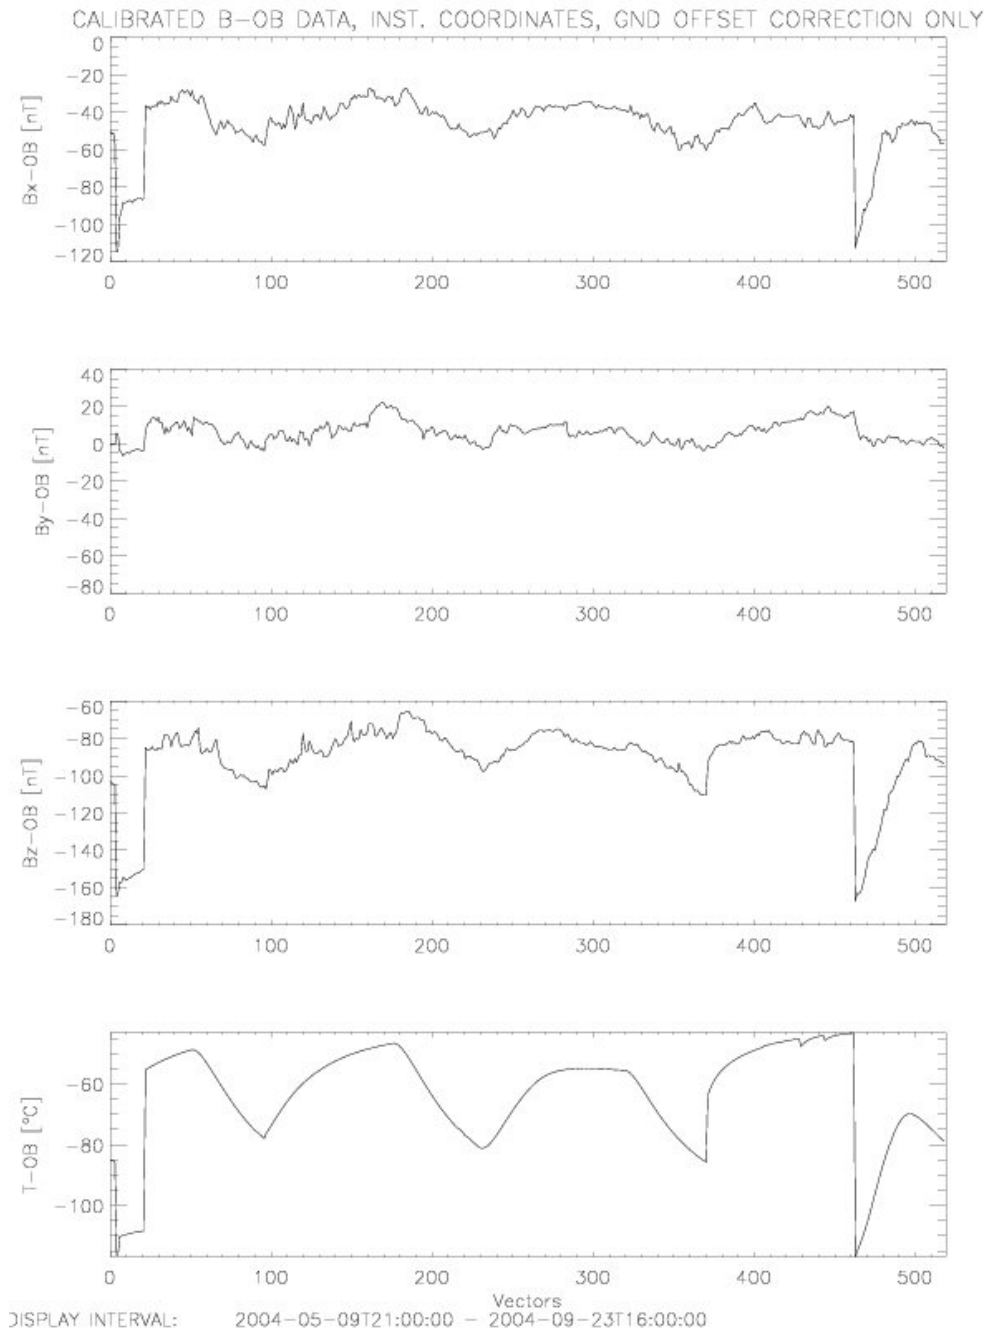 CALIBRATED B-OB DATA, INST. COORDINATES, GND OFFSET CORRECTION ONLY
Bx-OB [nT]
0
-20
-40
-60
-80
-100
-120
0 100 200 300 400 500
By-OB [nT]
40
20
0
-20
-40
-60
-80
0 100 200 300 400 500
Bz-OB [nT]
-60
-80
-100
-120
-140
-160
-180
0 100 200 300 400 500
T-OB [°C]
-60
-80
-100
0 100 200 300 400 500
Vectors
DISPLAY INTERVAL: 2004-05-09T21:00:00 - 2004-09-23T16:00:00